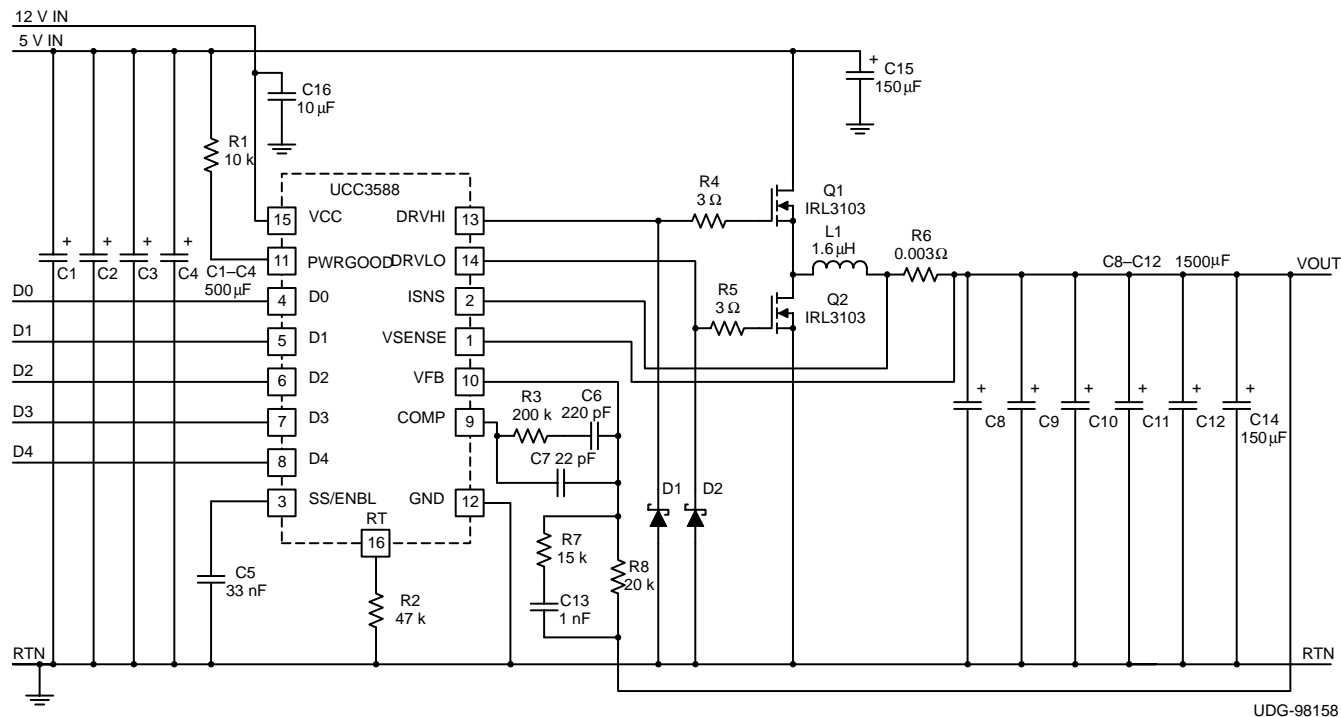 12 V IN
5 V IN
C16
10 µF
C15
150 µF
R1
10 k
UCC3588
15
VCC
DRVHI
13
11
PWRGOOD
DRVLO
14
4
D0
ISNS
2
5
D1
VSENSE
1
6
D2
VFB
10
7
D3
COMP
9
8
D4
3
SS/ENBL
GND
12
RT
16
C1
C2
C3
C4
C1–C4
500 µF
D0
D1
D2
D3
D4
R4
3 Ω
Q1
IRL3103
L1
1.6 µH
R6
0.003Ω
R5
3 Ω
Q2
IRL3103
C8–C12 1500µF
VOUT
R3
200 k
C6
220 pF
C7 22 pF
C8
C9
C10
C11
C12
C14
150 µF
D1
D2
R7
15 k
R8
20 k
C13
1 nF
C5
33 nF
R2
47 k
RTN
RTN
UDG-98158